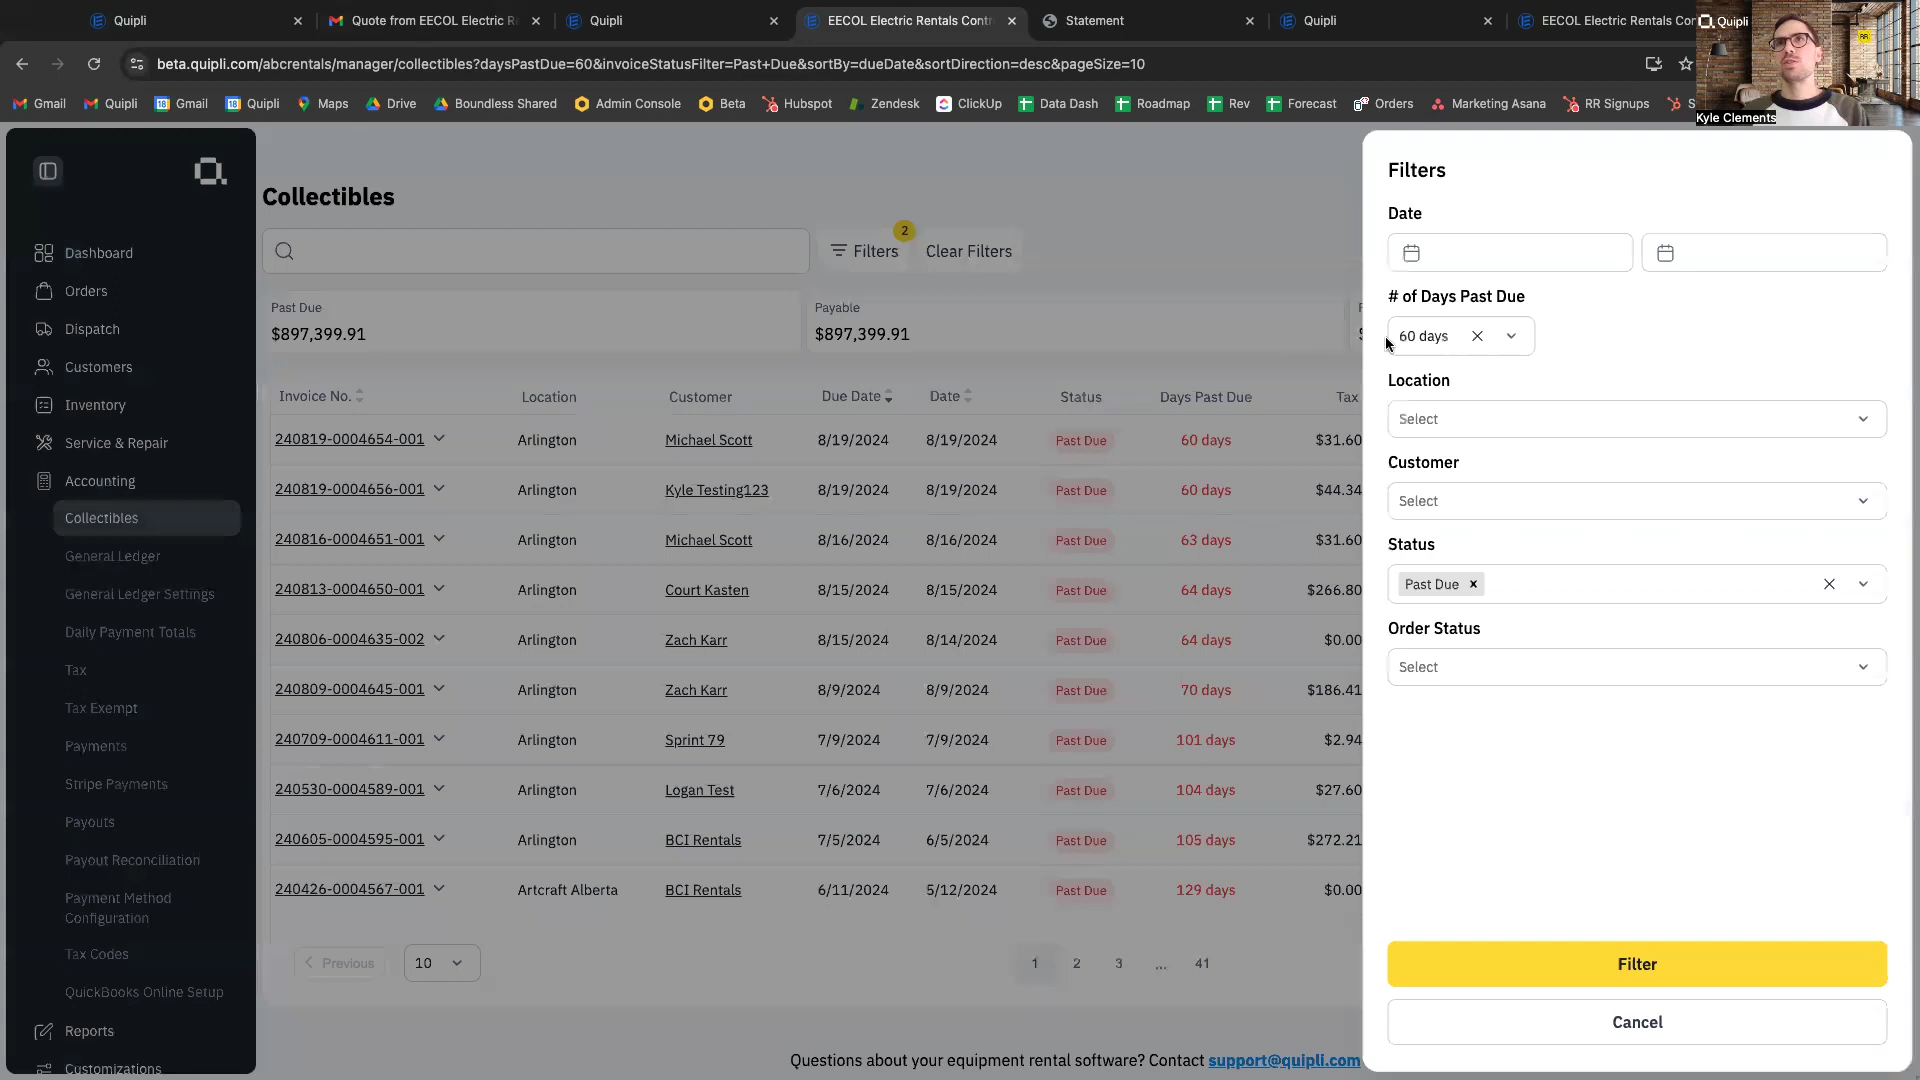 Quipli
Quote from EECOL Electric R
Quipli
EECOL Electric Rentals Contr
Statement
Quipli
EECOL Electric Rentals Con
Quipli
beta.quipli.com/abcrentals/manager/collectibles?daysPastDue=60&invoiceStatusFilter=Past+Due&sortBy=dueDate&sortDirection=desc&pageSize=10
Gmail
Quipli
Gmail
Quipli
Maps
Drive
Boundless Shared
Admin Console
Beta
Hubspot
Zendesk
ClickUp
Data Dash
Roadmap
Rev
Forecast
Orders
Marketing Asana
RR Signups
S
Kyle Clements
Dashboard
Orders
Dispatch
Customers
Inventory
Service & Repair
Accounting
Collectibles
General Ledger
General Ledger Settings
Daily Payment Totals
Tax
Tax Exempt
Payments
Stripe Payments
Payouts
Payout Reconciliation
Payment Method
Configuration
Tax Codes
QuickBooks Online Setup
Reports
Customizations
Collectibles
Filters
2
Clear Filters
Past Due
$897,399.91
Payable
$897,399.91
Invoice No. Location Customer Due Date Date Status Days Past Due Tax
240819-0004654-001 Arlington Michael Scott 8/19/2024 8/19/2024 Past Due 60 days $31.60
240819-0004656-001 Arlington Kyle Testing123 8/19/2024 8/19/2024 Past Due 60 days $44.34
240816-0004651-001 Arlington Michael Scott 8/16/2024 8/16/2024 Past Due 63 days $31.60
240813-0004650-001 Arlington Court Kasten 8/15/2024 8/15/2024 Past Due 64 days $266.80
240806-0004635-002 Arlington Zach Karr 8/15/2024 8/14/2024 Past Due 64 days $0.00
240809-0004645-001 Arlington Zach Karr 8/9/2024 8/9/2024 Past Due 70 days $186.41
240709-0004611-001 Arlington Sprint 79 7/9/2024 7/9/2024 Past Due 101 days $2.94
240530-0004589-001 Arlington Logan Test 7/6/2024 7/6/2024 Past Due 104 days $27.60
240605-0004595-001 Arlington BCI Rentals 7/5/2024 6/5/2024 Past Due 105 days $272.21
240426-0004567-001 Artcraft Alberta BCI Rentals 6/11/2024 5/12/2024 Past Due 129 days $0.00
Previous
10
1 2 3 ... 41
Questions about your equipment rental software? Contact support@quipli.com
Filters
Date
# of Days Past Due
60 days
Location
Select
Customer
Select
Status
Past Due
Order Status
Select
Filter
Cancel